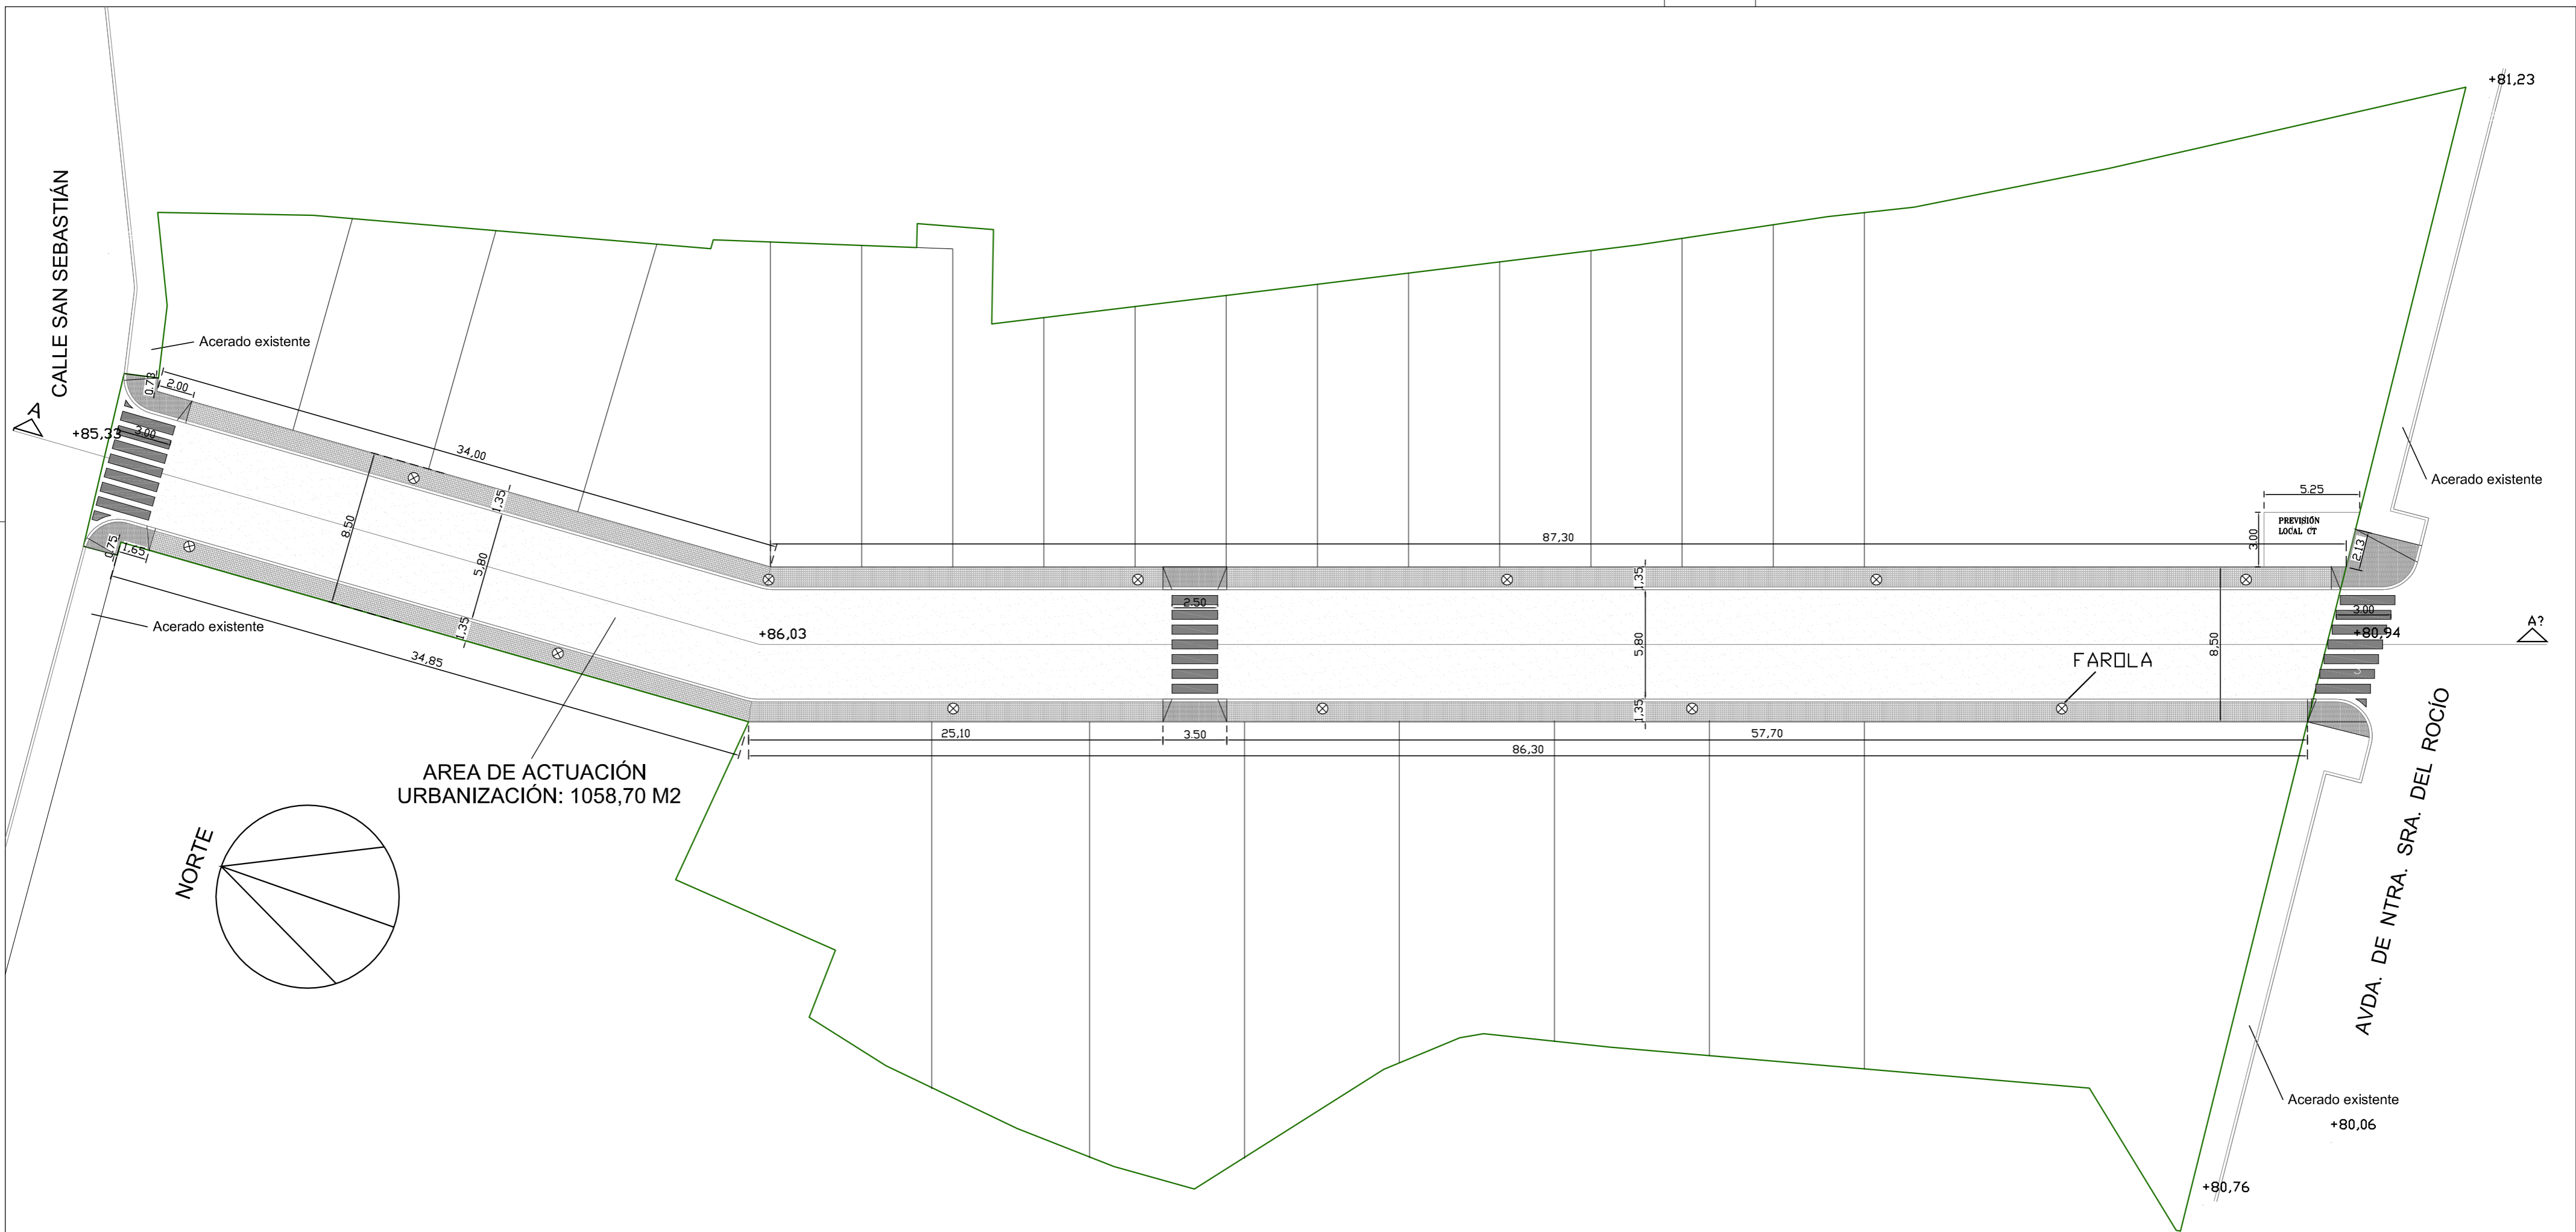 +81,23
CALLE SAN SEBASTIÁN
Acerado existente
0.73
2.00
A
+85,33
3.00
34,00
8.50
1,35
5,80
1,35
0.75
1,65
Acerado existente
34,85
87,30
5.25
PREVISIÓN
LOCAL CT
3.00
2.13
Acerado existente
1,35
2.50
3.00
+86,03
5,80
8,50
+80,94
A?
FAROLA
3
1,35
25,10
3.50
57,70
86,30
AREA DE ACTUACIÓN
URBANIZACIÓN: 1058,70 M2
NORTE
AVDA. DE NTRA. SRA. DEL ROCÍO
Acerado existente
+80,06
+80,76